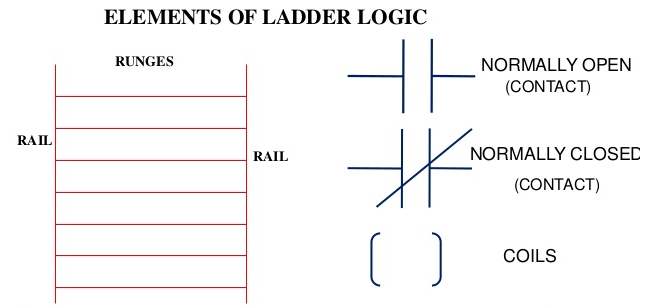 ELEMENTS OF LADDER LOGIC
RUNGES
RAIL
RAIL
NORMALLY OPEN
(CONTACT)
NORMALLY CLOSED
(CONTACT)
COILS